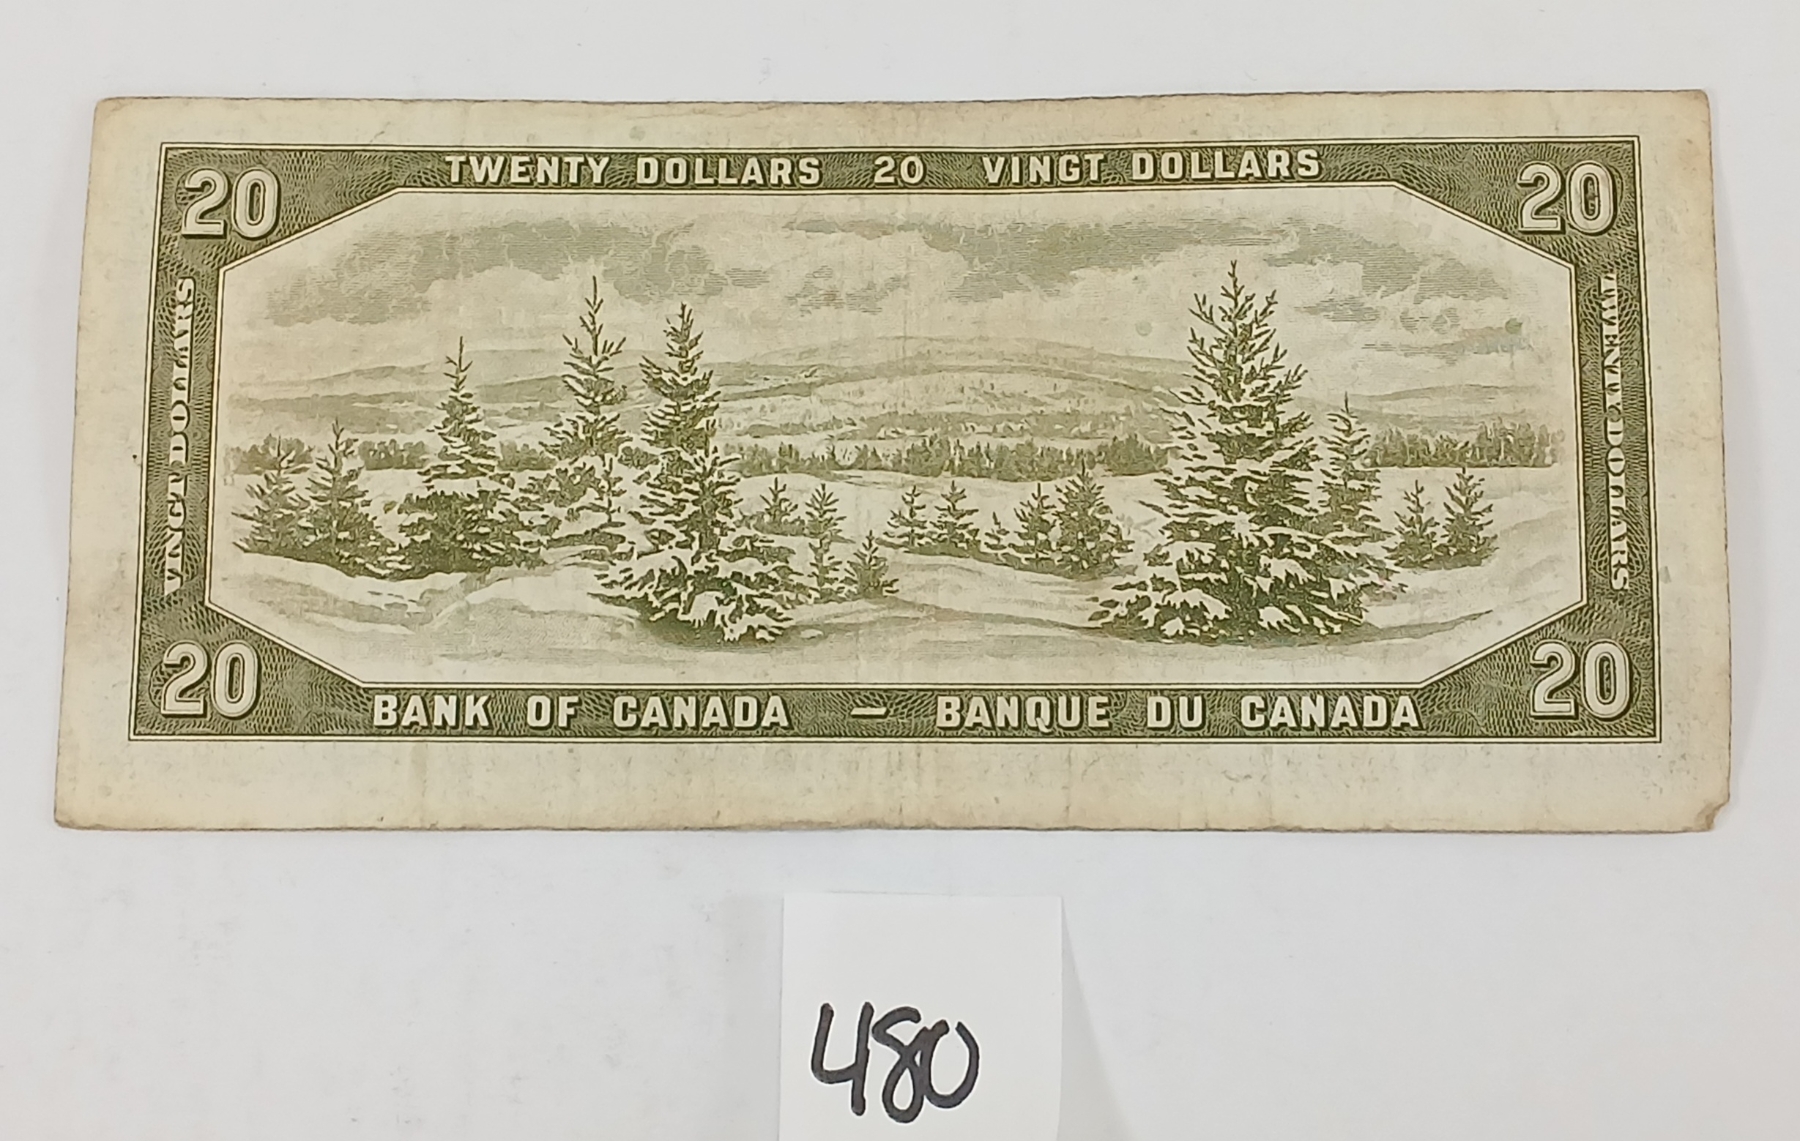 TWENTY DOLLARS 20 VINGT DOLLARS
20
20
VINGT DOLLARS
TWENTY DOLLARS
20
20
BANK OF CANADA – BANQUE DU CANADA
480